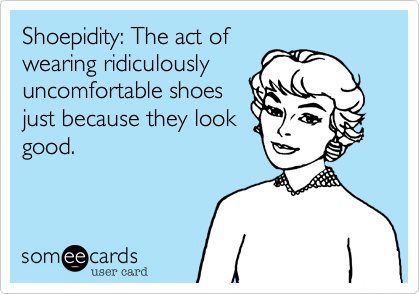 Shoepidity: The act of
wearing ridiculously
uncomfortable shoes
just because they look
good.
someecards
user card